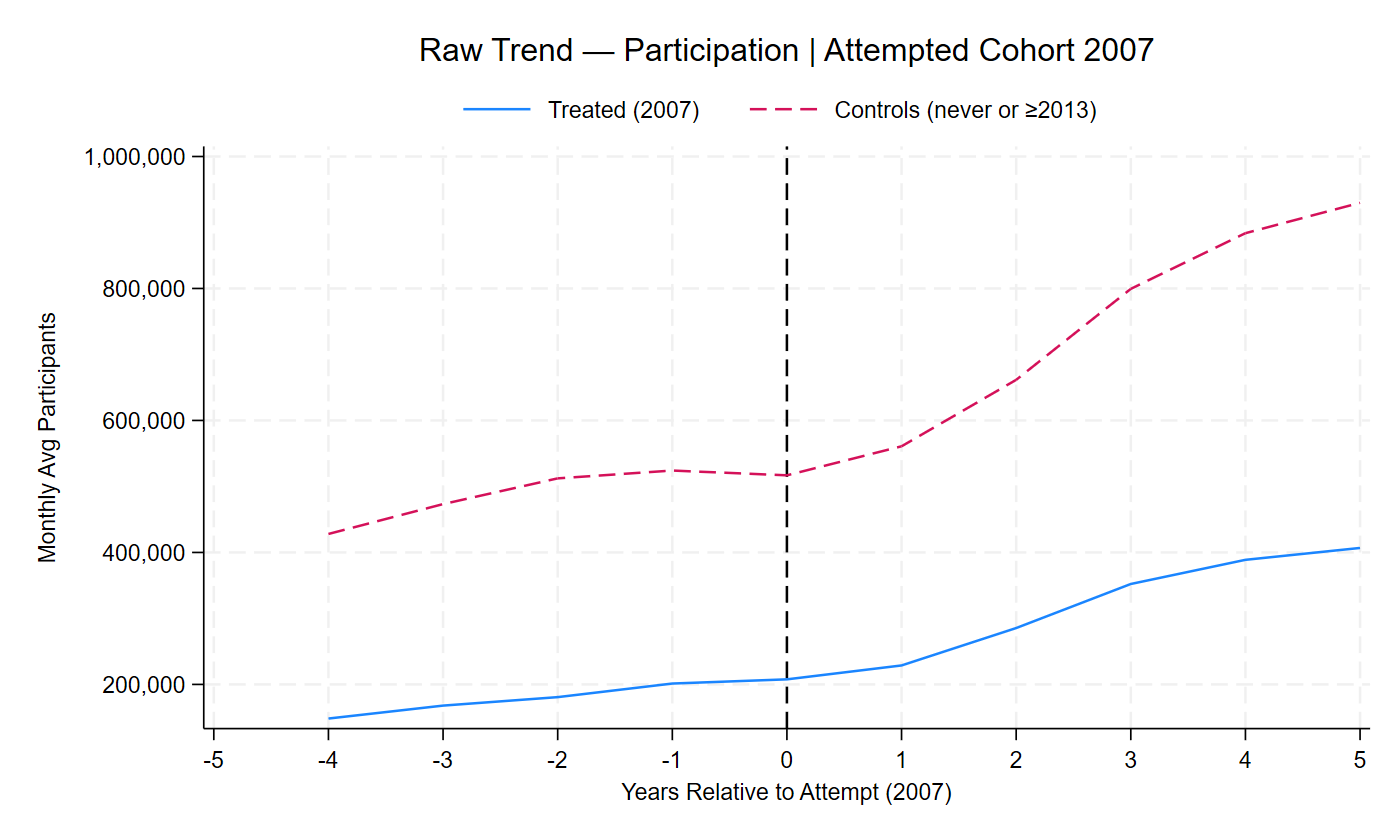 Raw Trend — Participation | Attempted Cohort 2007
Treated (2007)
Controls (never or ≥2013)
1,000,000
800,000
600,000
400,000
200,000
Monthly Avg Participants
-5 -4 -3 -2 -1 0 1 2 3 4 5
Years Relative to Attempt (2007)